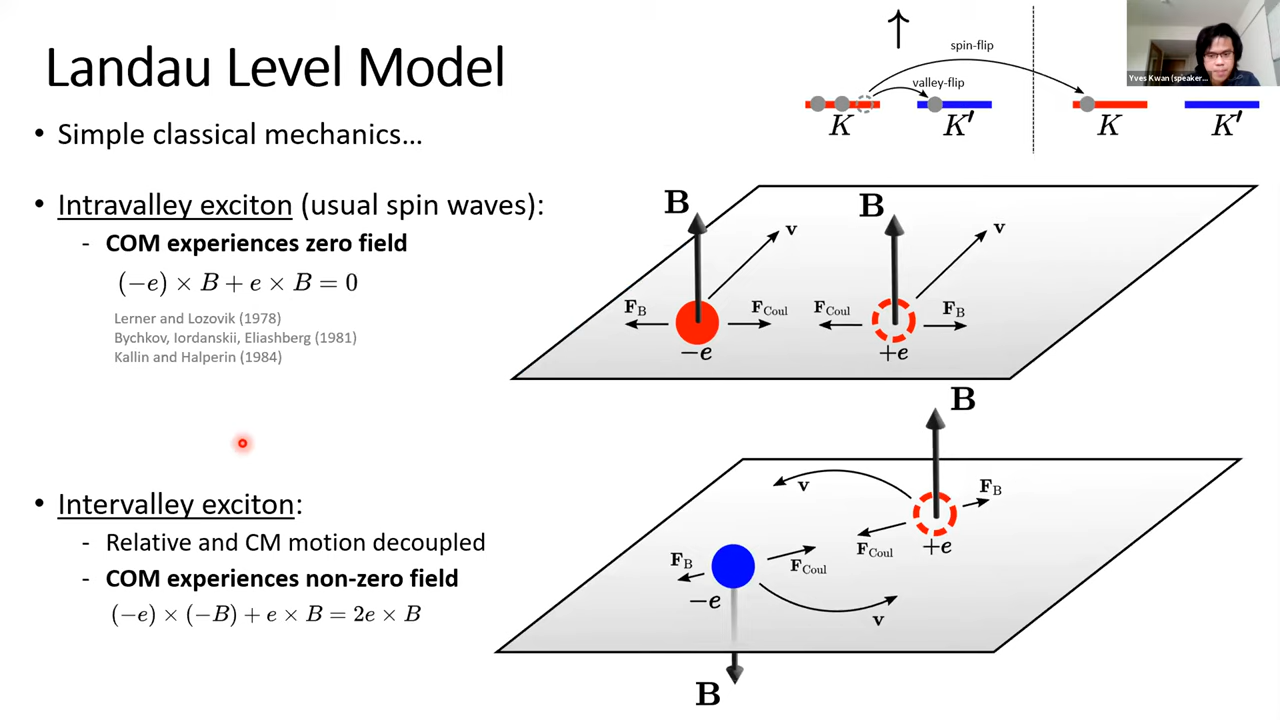 Landau Level Model
• Simple classical mechanics…
• Intravalley exciton (usual spin waves):
- COM experiences zero field
(−e) × B + e × B = 0
Lerner and Lozovik (1978)
Bychkov, Iordanskii, Eliashberg (1981)
Kallin and Halperin (1984)
• Intervalley exciton:
- Relative and CM motion decoupled
- COM experiences non-zero field
(−e) × (−B) + e × B = 2e × B
spin-flip
valley-flip
K K′ K K′
Yves Kwan (speaker...
B B
v v
F_B F_Coul F_Coul F_B
−e +e
B
v F_B
F_Coul +e
F_B F_Coul
−e
v
B